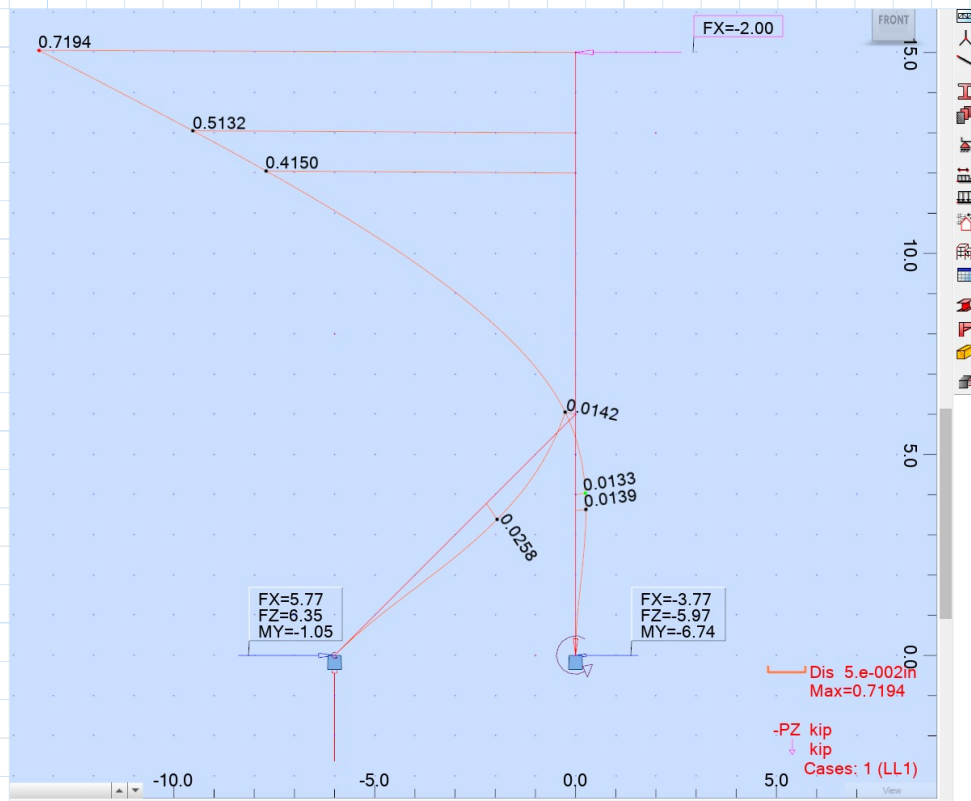 0.7194
FX=-2.00
FRONT
15.0
0.5132
0.4150
10.0
0.0142
5.0
0.0133
0.0139
0.0258
FX=5.77
FZ=6.35
MY=-1.05
FX=-3.77
FZ=-5.97
MY=-6.74
0.0
Dis 5.e-002in
Max=0.7194
-PZ kip
kip
Cases: 1 (LL1)
-10.0
-5.0
0.0
5.0
View